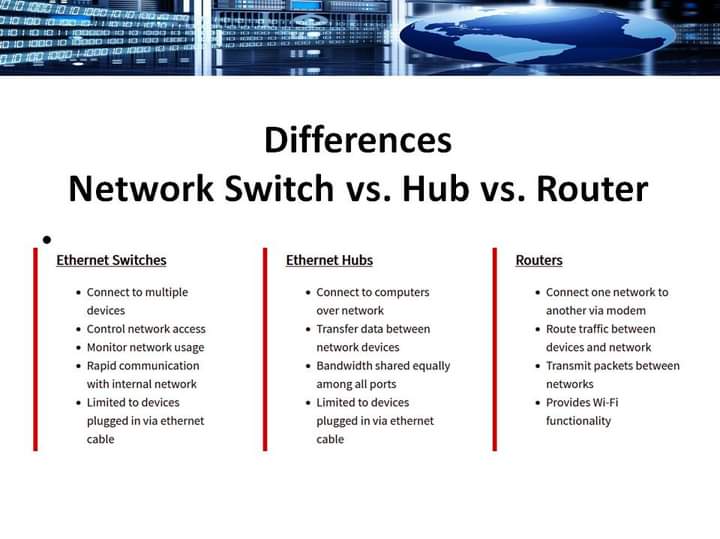 Differences
Network Switch vs. Hub vs. Router
•
Ethernet Switches
• Connect to multiple
devices
• Control network access
• Monitor network usage
• Rapid communication
with internal network
• Limited to devices
plugged in via ethernet
cable
Ethernet Hubs
• Connect to computers
over network
• Transfer data between
network devices
• Bandwidth shared equally
among all ports
• Limited to devices
plugged in via ethernet
cable
Routers
• Connect one network to
another via modem
• Route traffic between
devices and network
• Transmit packets between
networks
• Provides Wi-Fi
functionality